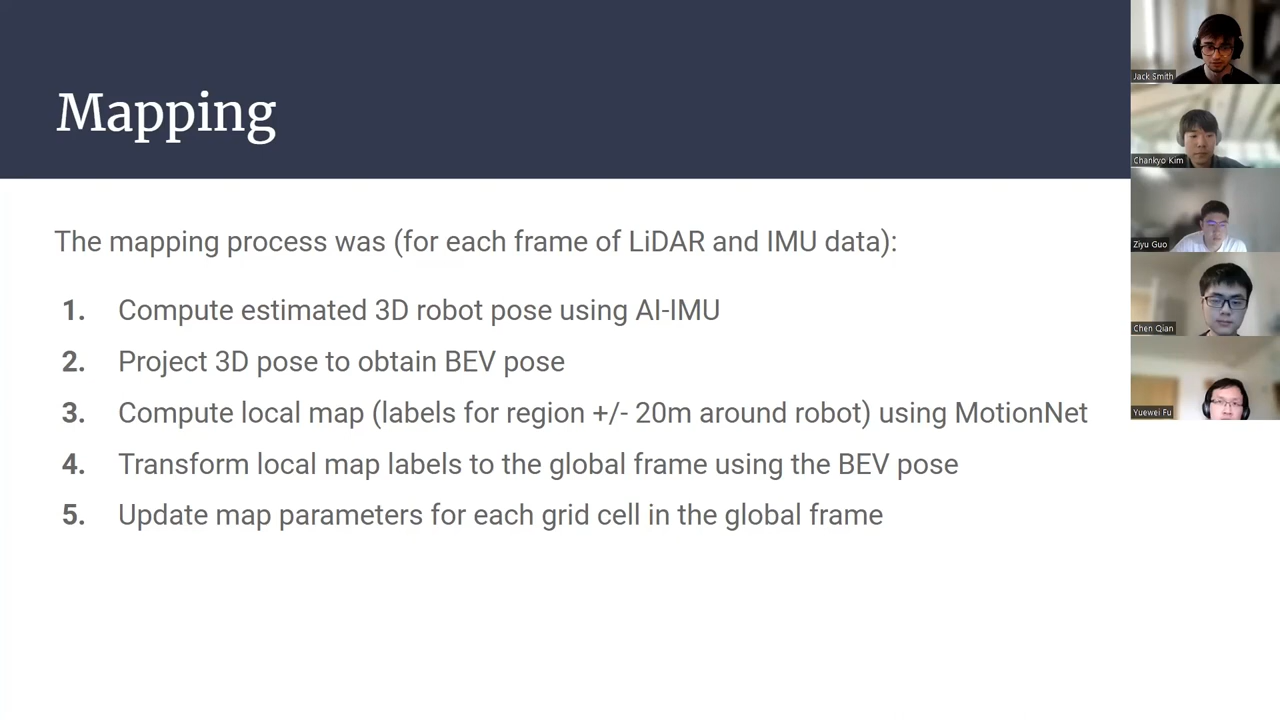 Mapping
The mapping process was (for each frame of LiDAR and IMU data):
1. Compute estimated 3D robot pose using AI-IMU
2. Project 3D pose to obtain BEV pose
3. Compute local map (labels for region +/- 20m around robot) using MotionNet
4. Transform local map labels to the global frame using the BEV pose
5. Update map parameters for each grid cell in the global frame
Jack Smith
Chankyo Kim
Ziyu Guo
Chen Qian
Yuewei Fu